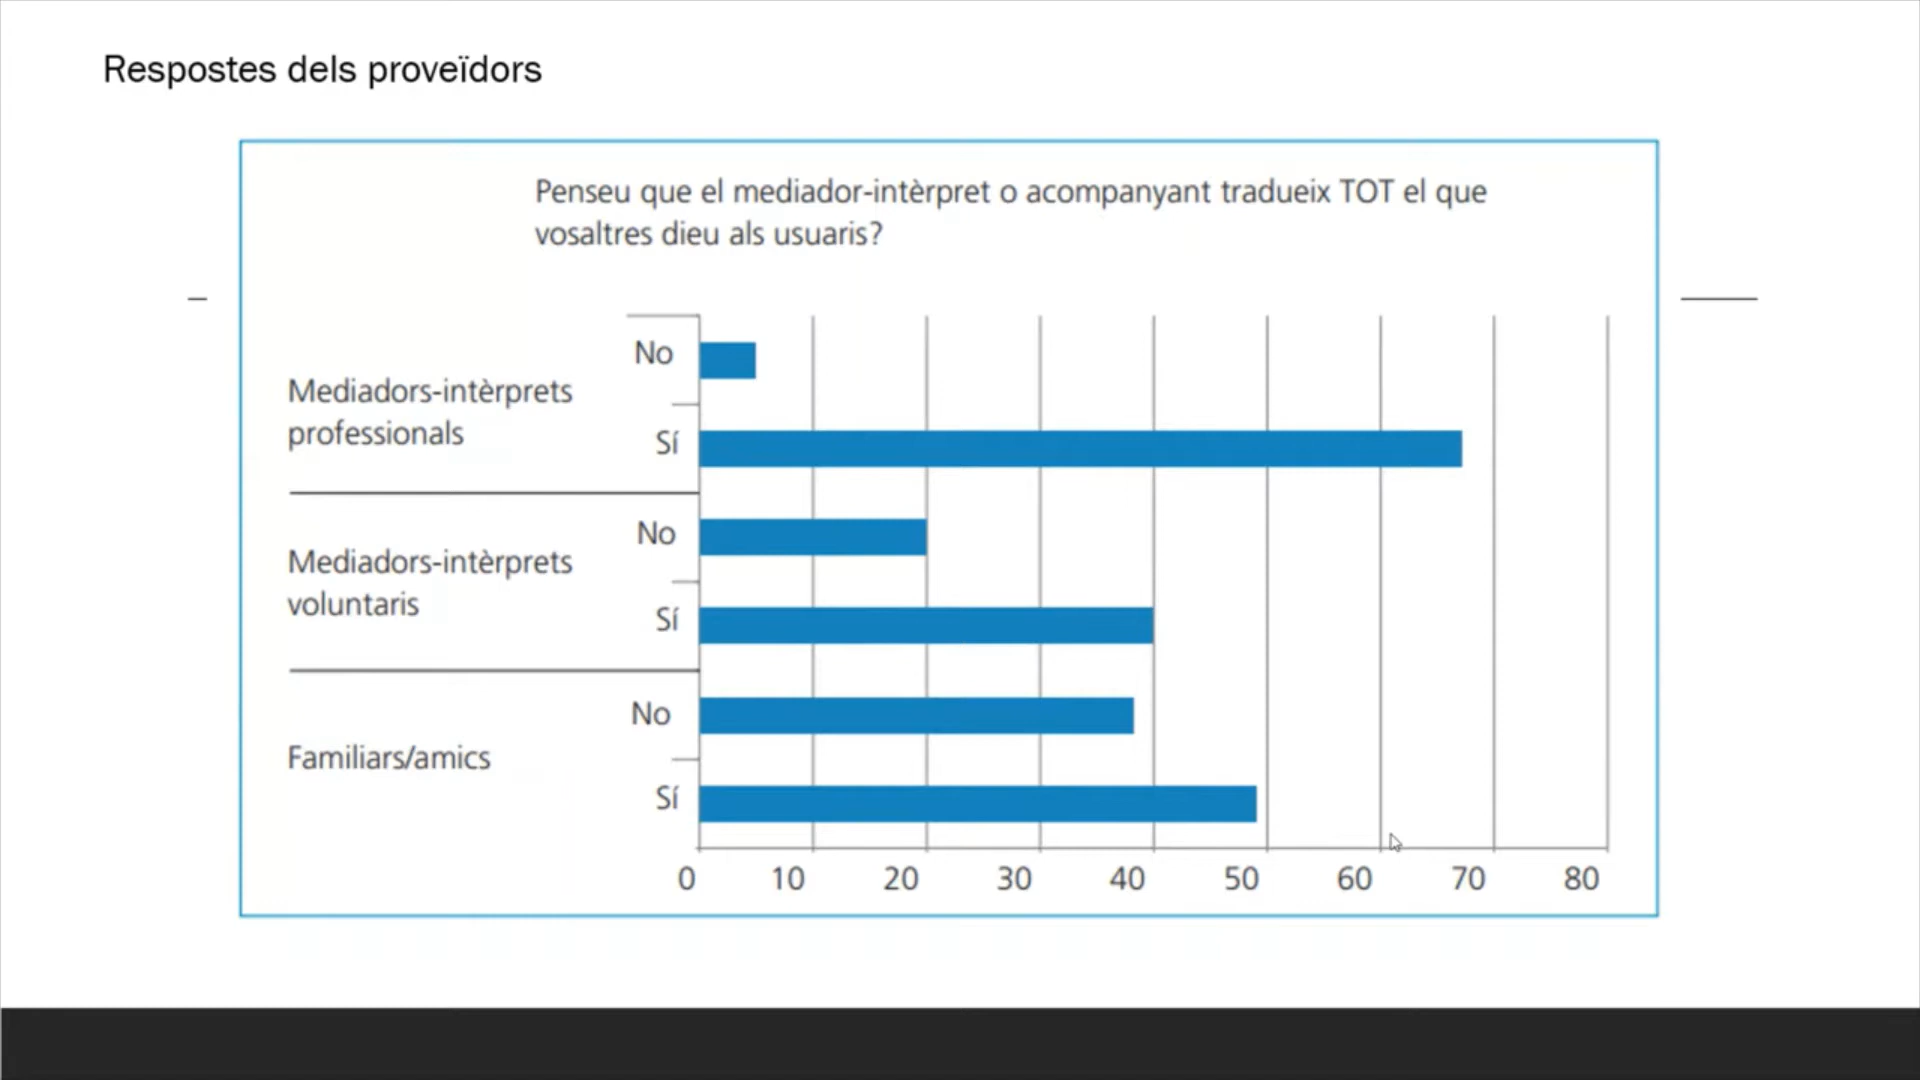 Respostes dels proveïdors
Penseu que el mediador-intèrpret o acompanyant tradueix TOT el que
vosaltres dieu als usuaris?
No
Mediadors-intèrprets
professionals
Sí
No
Mediadors-intèrprets
voluntaris
Sí
No
Familiars/amics
Sí
0 10 20 30 40 50 60 70 80